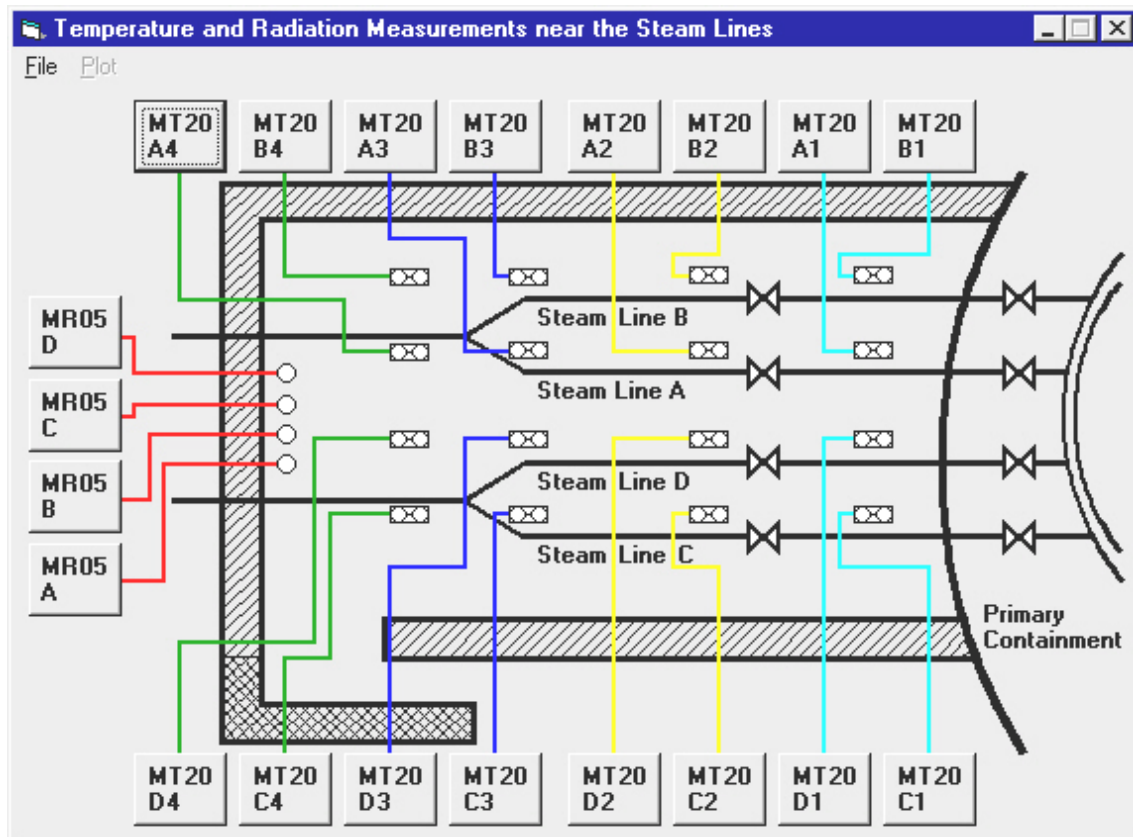 Temperature and Radiation Measurements near the Steam Lines
File Plot
MT20
A4
MT20
B4
MT20
A3
MT20
B3
MT20
A2
MT20
B2
MT20
A1
MT20
B1
MR05
D
MR05
C
MR05
B
MR05
A
Steam Line B
Steam Line A
Steam Line D
Steam Line C
Primary
Containment
MT20
D4
MT20
C4
MT20
D3
MT20
C3
MT20
D2
MT20
C2
MT20
D1
MT20
C1